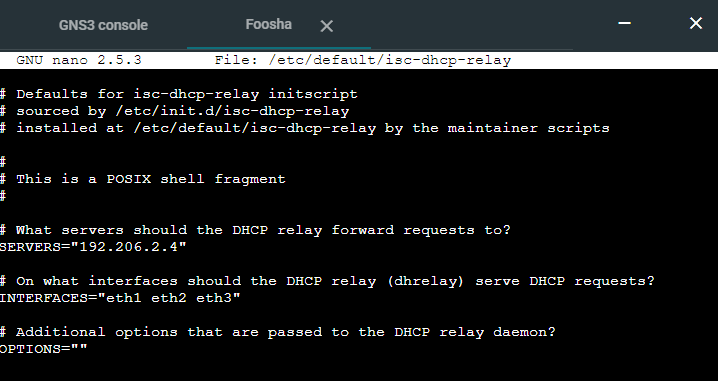 GNS3 console
Foosha
GNU nano 2.5.3 File: /etc/default/isc-dhcp-relay
# Defaults for isc-dhcp-relay initscript
# sourced by /etc/init.d/isc-dhcp-relay
# installed at /etc/default/isc-dhcp-relay by the maintainer scripts
#
# This is a POSIX shell fragment
#
# What servers should the DHCP relay forward requests to?
SERVERS="192.206.2.4"
# On what interfaces should the DHCP relay (dhrelay) serve DHCP requests?
INTERFACES="eth1 eth2 eth3"
# Additional options that are passed to the DHCP relay daemon?
OPTIONS=""